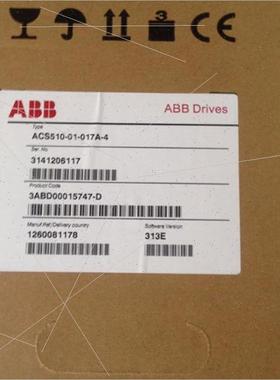 CE
ABB
ABB Drives
Type
ACS510-01-017A-4
Ser. No
3141206117
Product Code
3ABD00015747-D
Manuf.Ref/Delivery country
Software Version
1260081178
313E